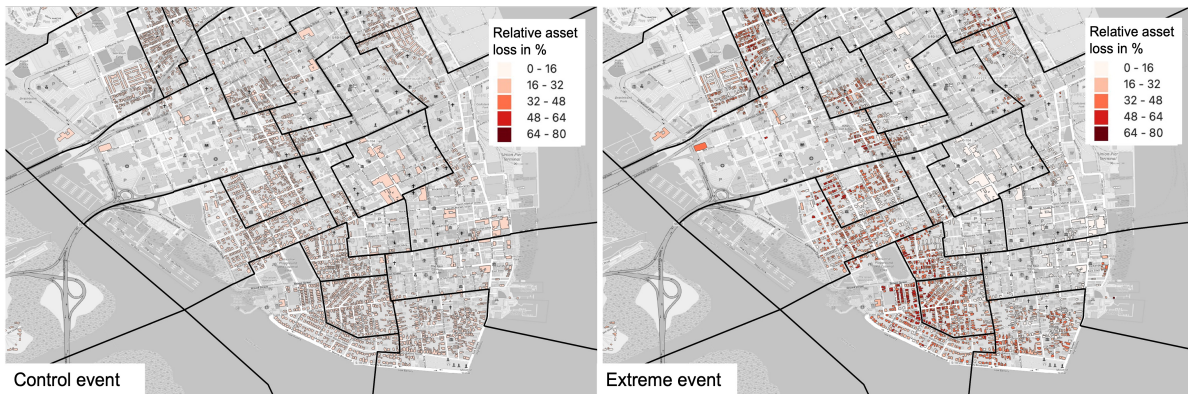 Relative asset
loss in %
0 - 16
16 - 32
32 - 48
48 - 64
64 - 80
Control event
Relative asset
loss in %
0 - 16
16 - 32
32 - 48
48 - 64
64 - 80
Extreme event